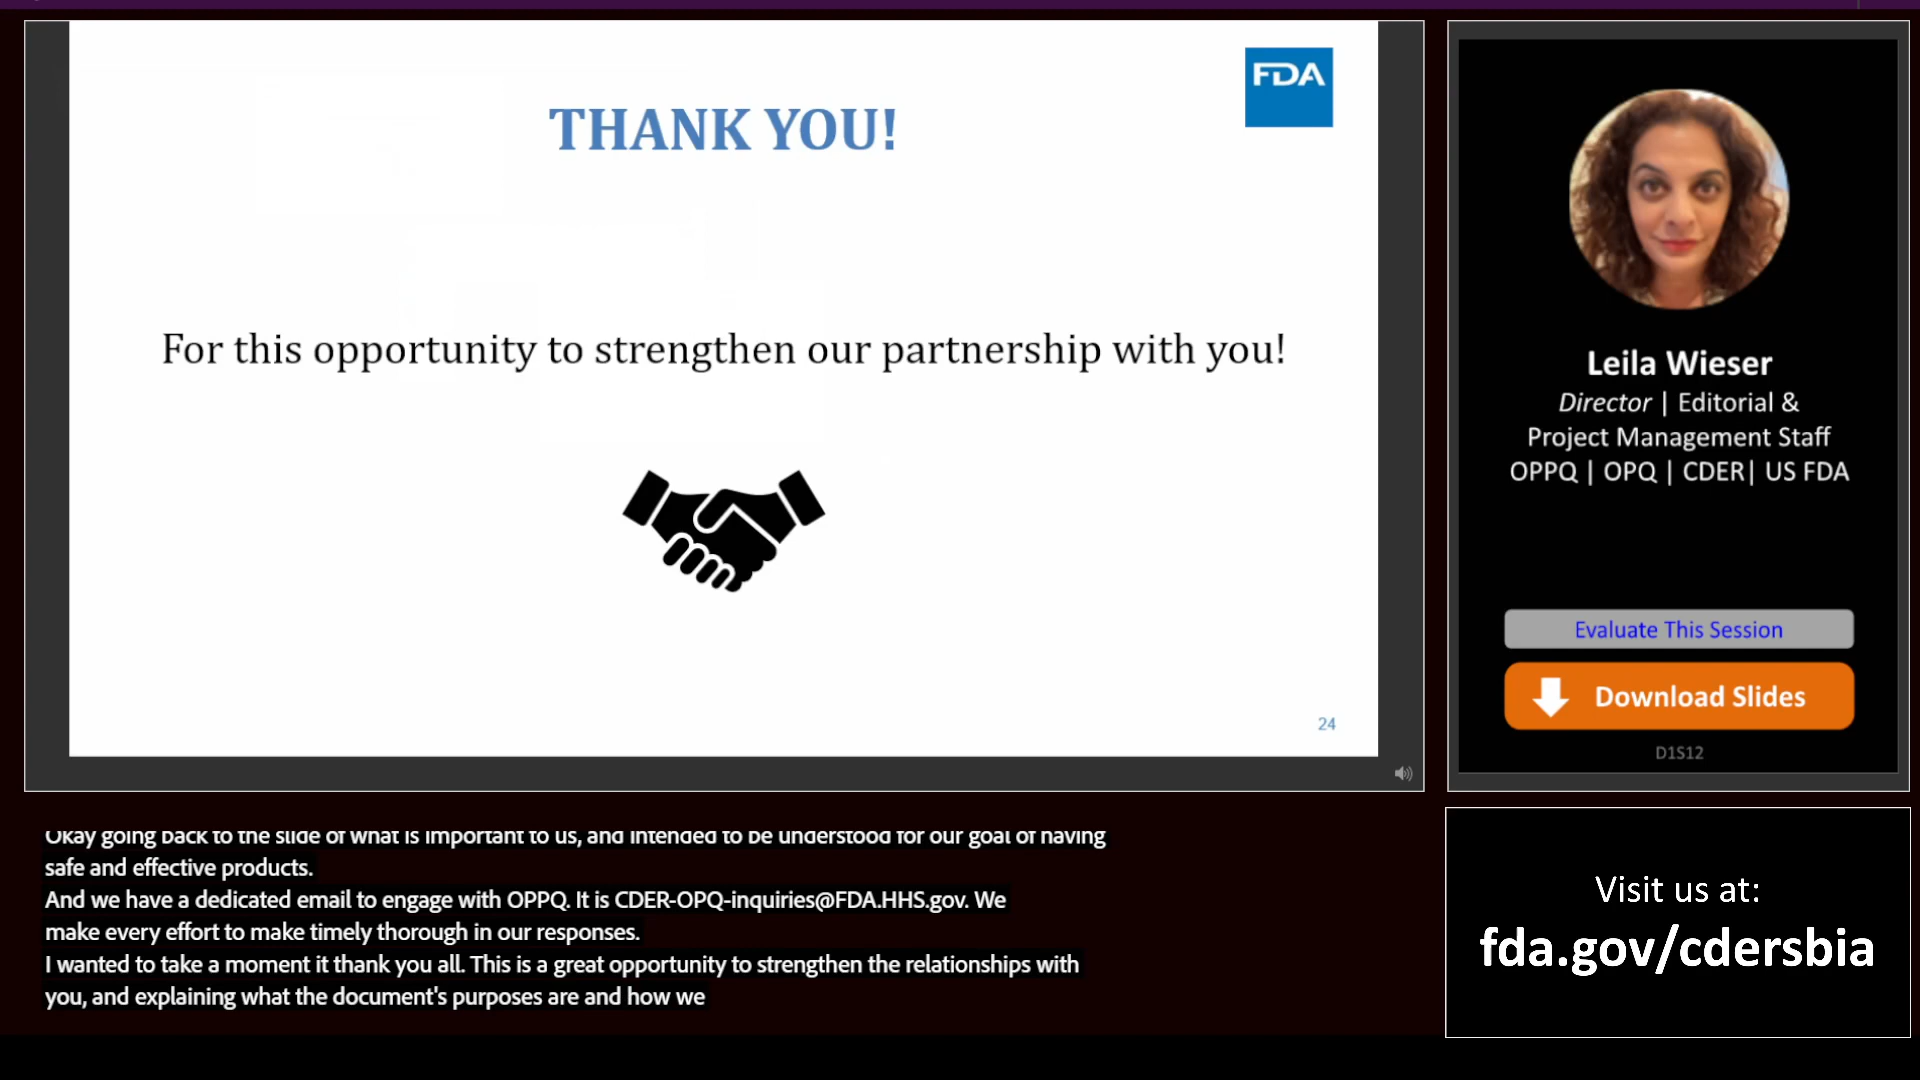 FDA
THANK YOU!
For this opportunity to strengthen our partnership with you!
24
Leila Wieser
Director | Editorial &
Project Management Staff
OPPQ | OPQ | CDER| US FDA
Evaluate This Session
Download Slides
D1S12
Okay going back to the slide of what is important to us, and intended to be understood for our goal of having
safe and effective products.
And we have a dedicated email to engage with OPPQ. It is CDER-OPQ-inquiries@FDA.HHS.gov. We
make every effort to make timely thorough in our responses.
I wanted to take a moment it thank you all. This is a great opportunity to strengthen the relationships with
you, and explaining what the document's purposes are and how we
Visit us at:
fda.gov/cdersbia